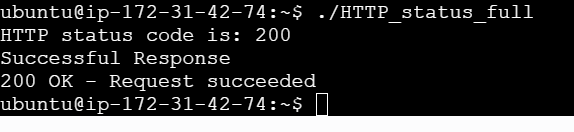 ubuntu@ip-172-31-42-74:~$ ./HTTP_status_full
HTTP status code is: 200
Successful Response
200 OK - Request succeeded
ubuntu@ip-172-31-42-74:~$